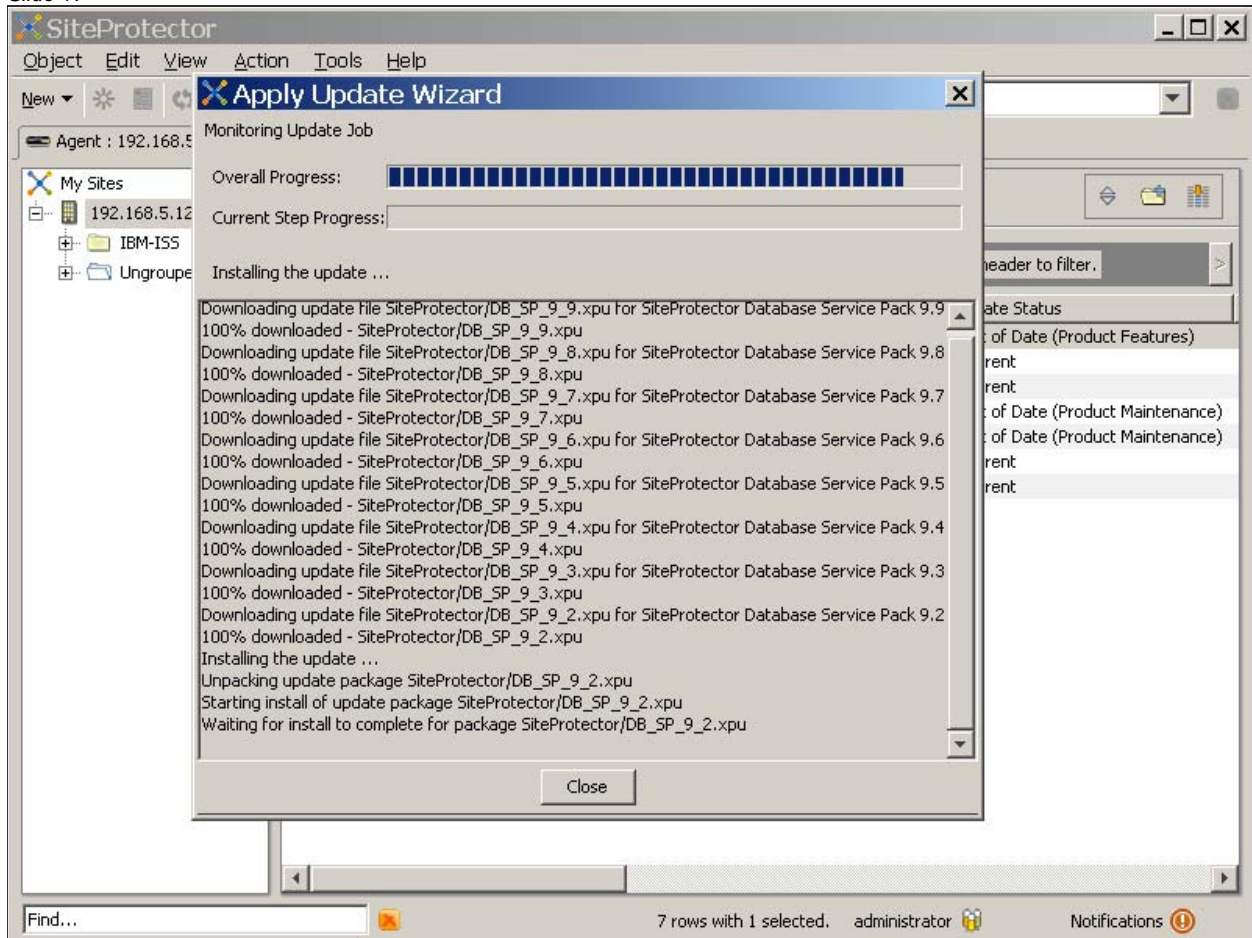 SiteProtector
Object Edit View Action Tools Help
New
Apply Update Wizard
Agent : 192.168.5
Monitoring Update Job
My Sites
192.168.5.12
IBM-ISS
Ungroupe
Overall Progress:
Current Step Progress:
Installing the update ...
Downloading update file SiteProtector/DB_SP_9_9.xpu for SiteProtector Database Service Pack 9.9
100% downloaded - SiteProtector/DB_SP_9_9.xpu
Downloading update file SiteProtector/DB_SP_9_8.xpu for SiteProtector Database Service Pack 9.8
100% downloaded - SiteProtector/DB_SP_9_8.xpu
Downloading update file SiteProtector/DB_SP_9_7.xpu for SiteProtector Database Service Pack 9.7
100% downloaded - SiteProtector/DB_SP_9_7.xpu
Downloading update file SiteProtector/DB_SP_9_6.xpu for SiteProtector Database Service Pack 9.6
100% downloaded - SiteProtector/DB_SP_9_6.xpu
Downloading update file SiteProtector/DB_SP_9_5.xpu for SiteProtector Database Service Pack 9.5
100% downloaded - SiteProtector/DB_SP_9_5.xpu
Downloading update file SiteProtector/DB_SP_9_4.xpu for SiteProtector Database Service Pack 9.4
100% downloaded - SiteProtector/DB_SP_9_4.xpu
Downloading update file SiteProtector/DB_SP_9_3.xpu for SiteProtector Database Service Pack 9.3
100% downloaded - SiteProtector/DB_SP_9_3.xpu
Downloading update file SiteProtector/DB_SP_9_2.xpu for SiteProtector Database Service Pack 9.2
100% downloaded - SiteProtector/DB_SP_9_2.xpu
Installing the update ...
Unpacking update package SiteProtector/DB_SP_9_2.xpu
Starting install of update package SiteProtector/DB_SP_9_2.xpu
Waiting for install to complete for package SiteProtector/DB_SP_9_2.xpu
Close
header to filter.
ate Status
of Date (Product Features)
rent
rent
of Date (Product Maintenance)
of Date (Product Maintenance)
rent
rent
Find...
7 rows with 1 selected.
administrator
Notifications